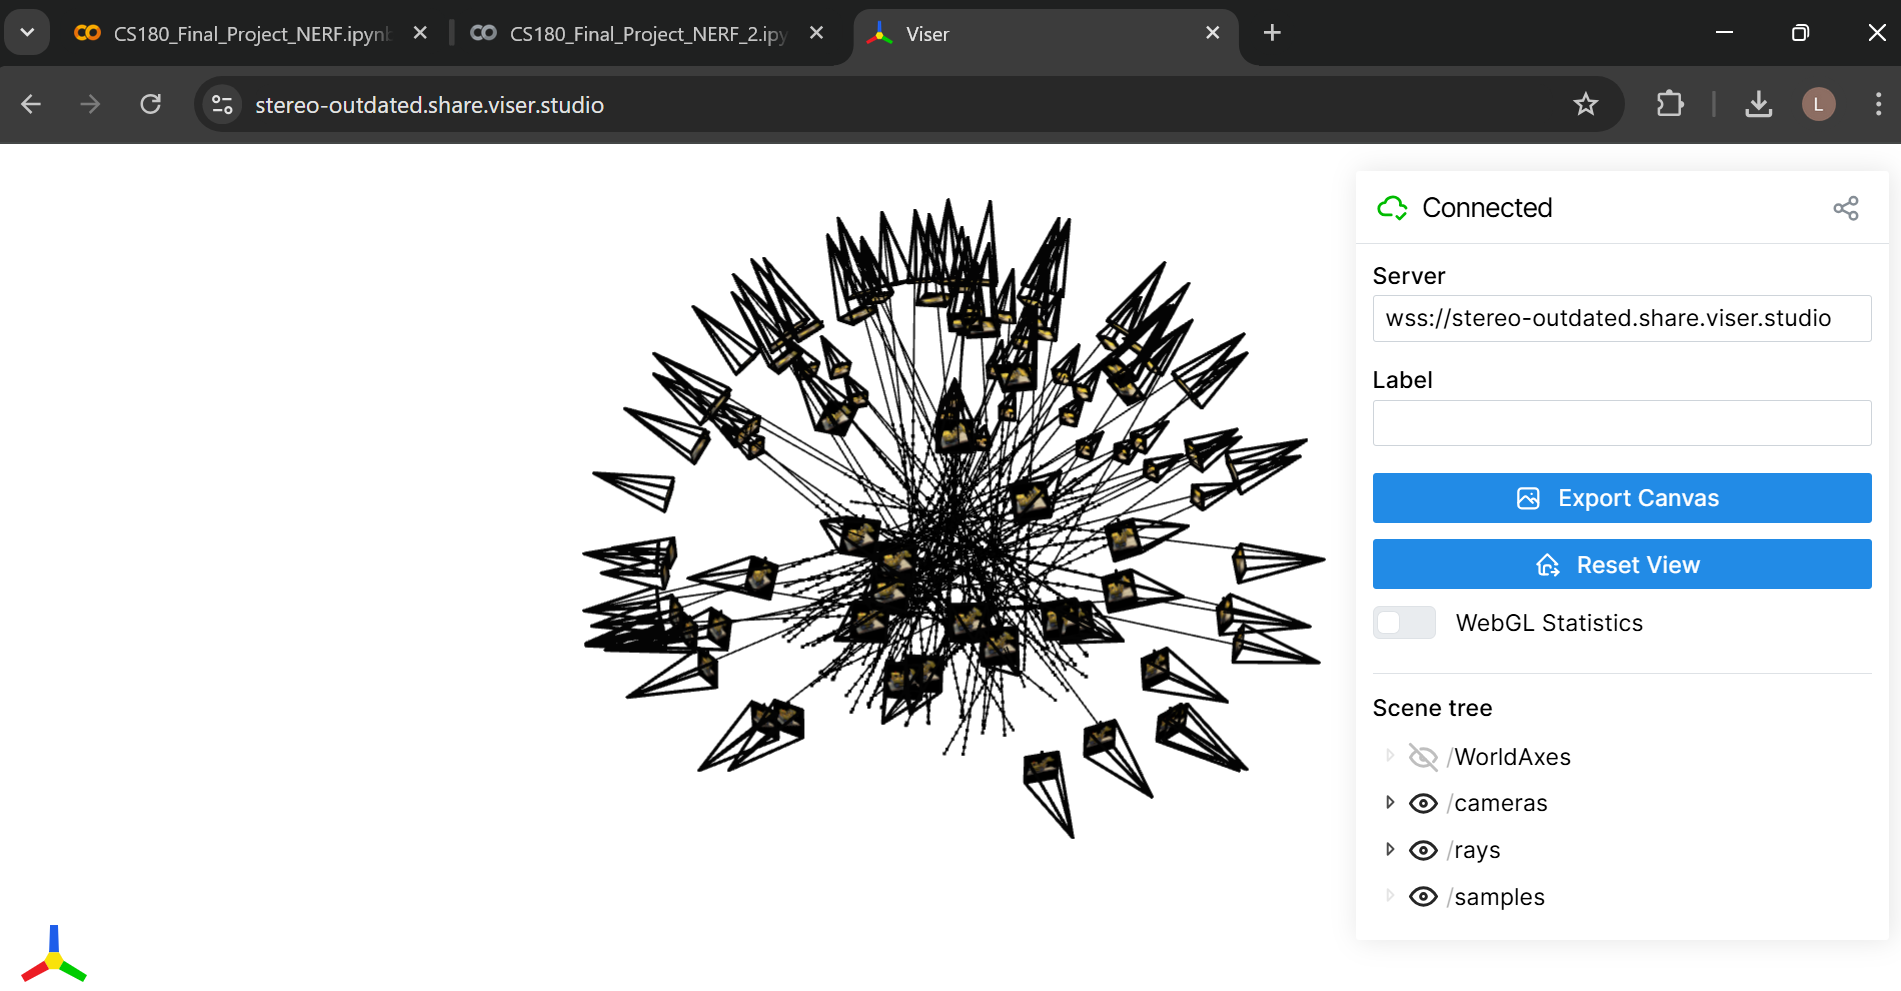 CS180_Final_Project_NERF.ipynb
CS180_Final_Project_NERF_2.ipy
Viser
stereo-outdated.share.viser.studio
L
Connected
Server
wss://stereo-outdated.share.viser.studio
Label
Export Canvas
Reset View
WebGL Statistics
Scene tree
/WorldAxes
/cameras
/rays
/samples